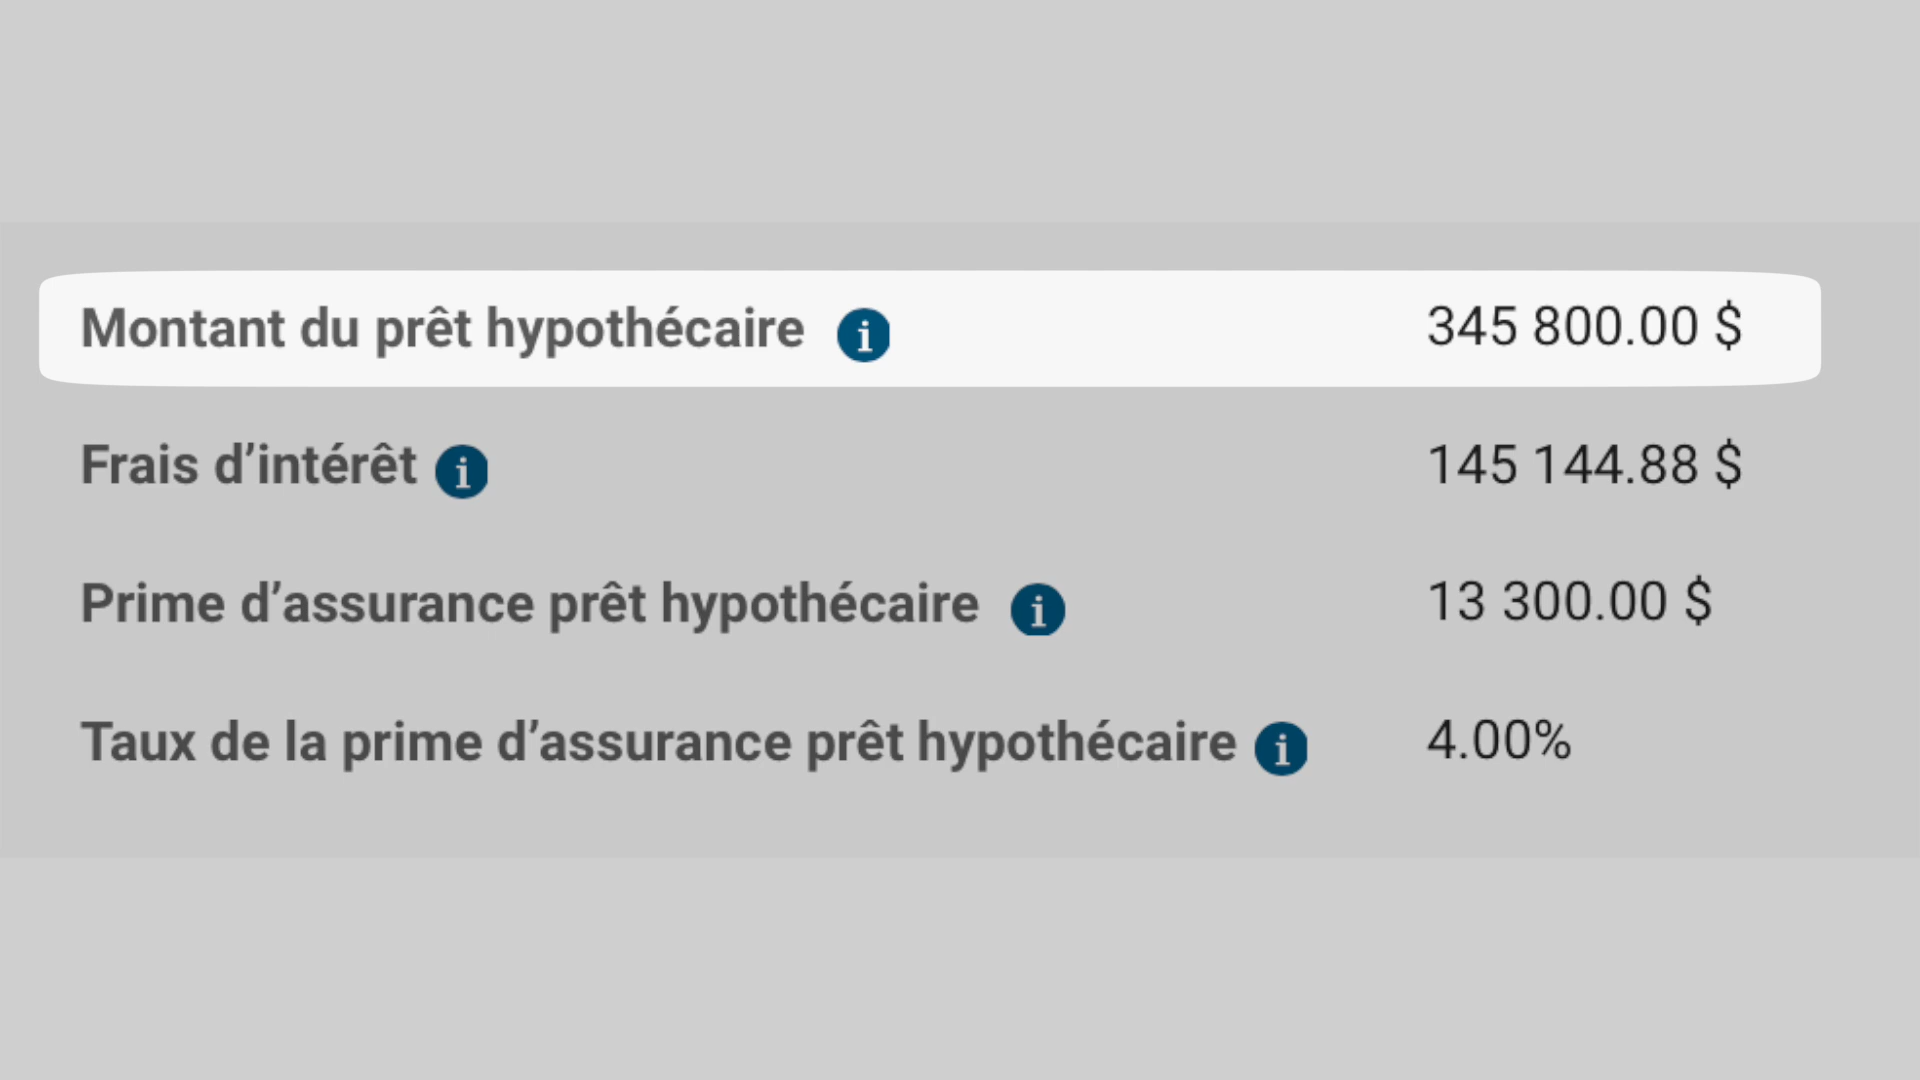 Montant du prêt hypothécaire i 345 800.00 $
Frais d’intérêt i 145 144.88 $
Prime d’assurance prêt hypothécaire i 13 300.00 $
Taux de la prime d’assurance prêt hypothécaire i 4.00%